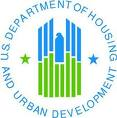 U.S. DEPARTMENT OF HOUSING
AND URBAN DEVELOPMENT